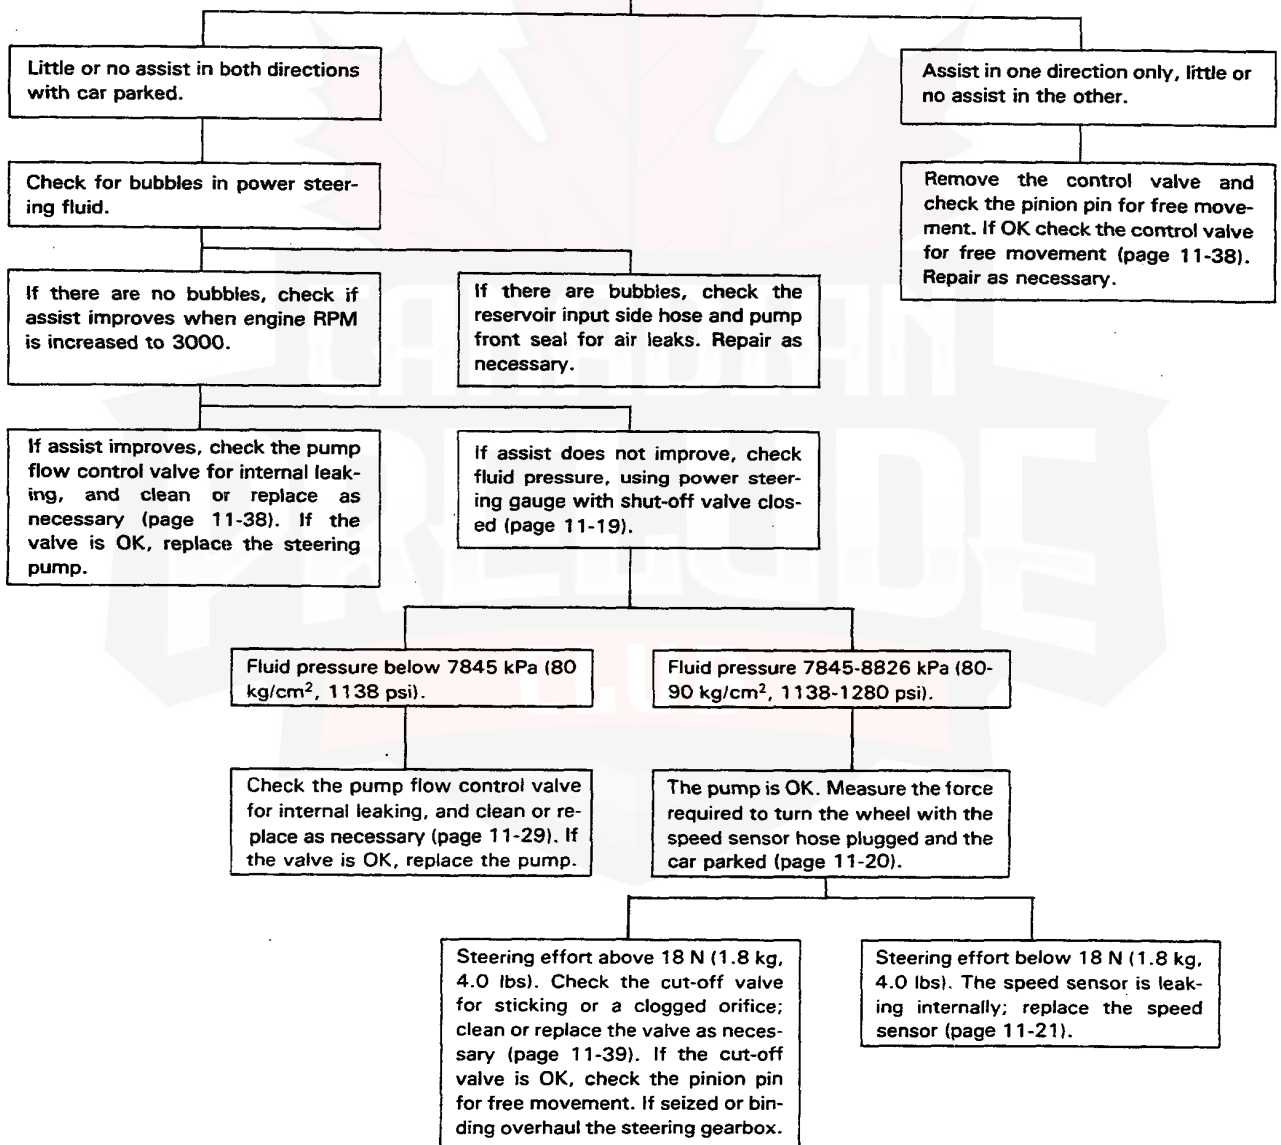 Little or no assist in both directions
with car parked.
Assist in one direction only, little or
no assist in the other.
Check for bubbles in power steer-
ing fluid.
Remove the control valve and
check the pinion pin for free move-
ment. If OK check the control valve
for free movement (page 11-38).
Repair as necessary.
If there are no bubbles, check if
assist improves when engine RPM
is increased to 3000.
If there are bubbles, check the
reservoir input side hose and pump
front seal for air leaks. Repair as
necessary.
If assist improves, check the pump
flow control valve for internal leak-
ing, and clean or replace as
necessary (page 11-38). If the
valve is OK, replace the steering
pump.
If assist does not improve, check
fluid pressure, using power steer-
ing gauge with shut-off valve clos-
ed (page 11-19).
Fluid pressure below 7845 kPa (80
kg/cm², 1138 psi).
Fluid pressure 7845-8826 kPa (80-
90 kg/cm², 1138-1280 psi).
Check the pump flow control valve
for internal leaking, and clean or re-
place as necessary (page 11-29). If
the valve is OK, replace the pump.
The pump is OK. Measure the force
required to turn the wheel with the
speed sensor hose plugged and the
car parked (page 11-20).
Steering effort above 18 N (1.8 kg,
4.0 lbs). Check the cut-off valve
for sticking or a clogged orifice;
clean or replace the valve as neces-
sary (page 11-39). If the cut-off
valve is OK, check the pinion pin
for free movement. If seized or bin-
ding overhaul the steering gearbox.
Steering effort below 18 N (1.8 kg,
4.0 lbs). The speed sensor is leak-
ing internally; replace the speed
sensor (page 11-21).
CANADIAN
PRELUDE
CLUB